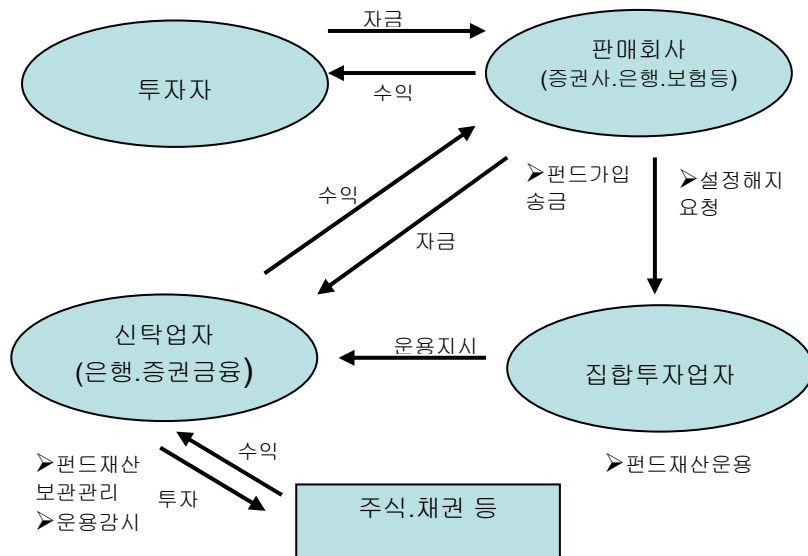 자금
투자자
판매회사
(증권사.은행.보험등)
수익
➢펀드가입
송금
➢설정해지
요청
수익
자금
신탁업자
(은행.증권금융)
운용지시
집합투자업자
➢펀드재산
보관관리
➢운용감시
수익
투자
➢펀드재산운용
주식.채권 등